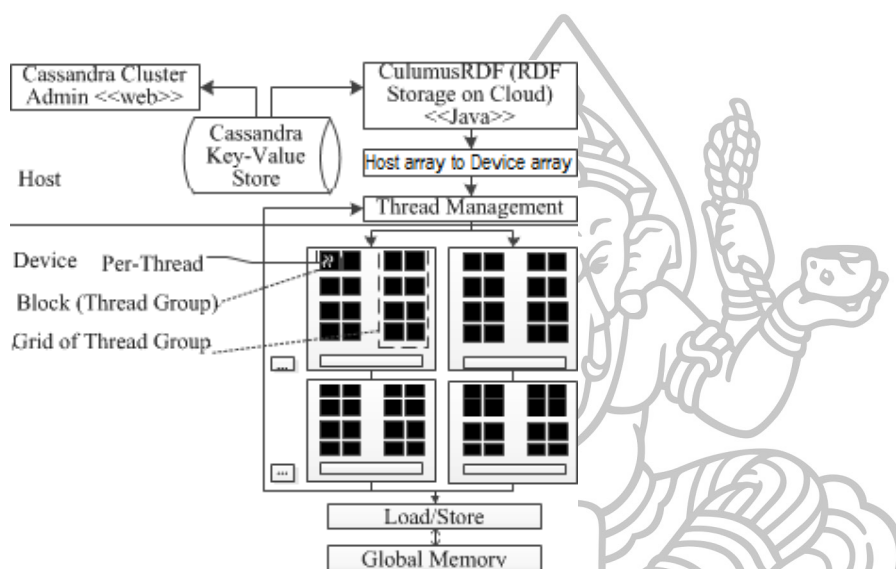 Cassandra Cluster
Admin <<web>>
CulumusRDF (RDF
Storage on Cloud)
<<Java>>
Cassandra
Key-Value
Store
Host array to Device array
Host
Thread Management
Device
Per-Thread
Block (Thread Group)
Grid of Thread Group
...
...
Load/Store
Global Memory